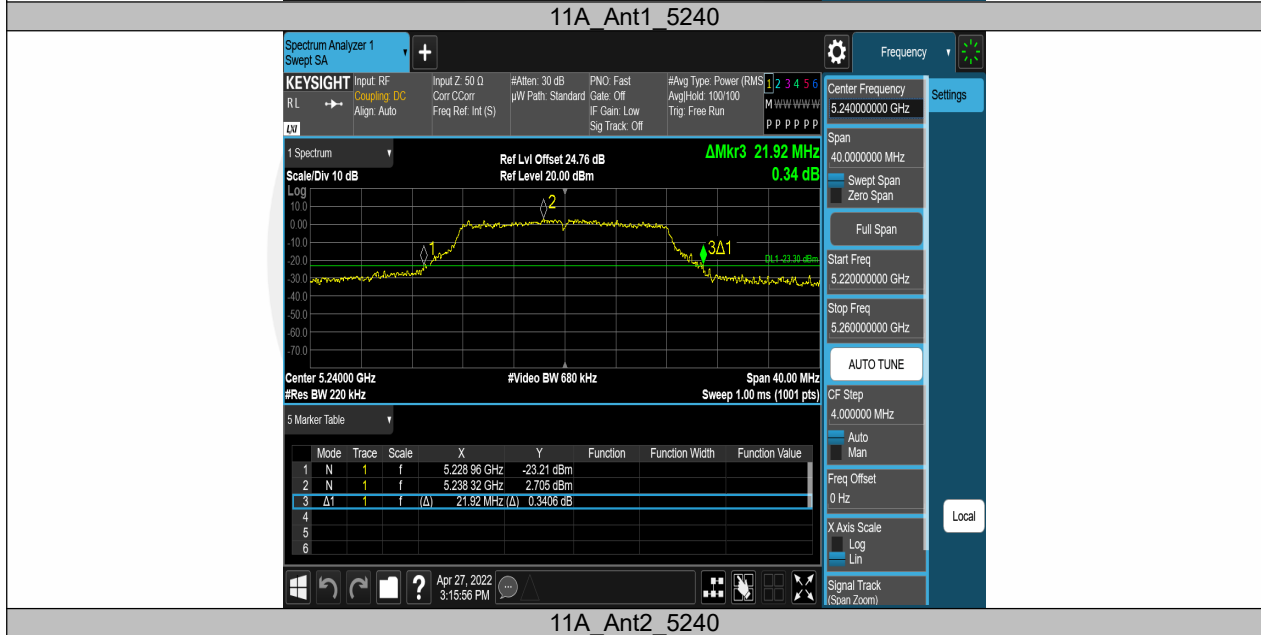 11A_Ant1_5240
Spectrum Analyzer 1
Swept SA
+
Frequency
KEYSIGHT
RL
LXI
Input: RF
Coupling: DC
Align: Auto
Input Z: 50 Ω
Corr CCorr
Freq Ref: Int (S)
#Atten: 30 dB
µW Path: Standard
PNO: Fast
Gate: Off
IF Gain: Low
Sig Track: Off
#Avg Type: Power (RMS
Avg|Hold: 100/100
Trig: Free Run
1 2 3 4 5 6
M W W W W W
P P P P P P
Center Frequency
5.240000000 GHz
Settings
Span
40.0000000 MHz
Swept Span
Zero Span
Full Span
Start Freq
5.220000000 GHz
Stop Freq
5.260000000 GHz
AUTO TUNE
CF Step
4.000000 MHz
Auto
Man
Freq Offset
0 Hz
X Axis Scale
Log
Lin
Signal Track
(Span Zoom)
Local
1 Spectrum
Scale/Div 10 dB
Ref Lvl Offset 24.76 dB
Ref Level 20.00 dBm
ΔMkr3 21.92 MHz
0.34 dB
Log
10.0
0.00
-10.0
-20.0
-30.0
-40.0
-50.0
-60.0
-70.0
1
2
3Δ1
DL1 -23.30 dBm
Center 5.24000 GHz
#Video BW 680 kHz
Span 40.00 MHz
#Res BW 220 kHz
Sweep 1.00 ms (1001 pts)
5 Marker Table
Mode Trace Scale X Y Function Function Width Function Value
1 N 1 f 5.228 96 GHz -23.21 dBm
2 N 1 f 5.238 32 GHz 2.705 dBm
3 Δ1 1 f (Δ) 21.92 MHz (Δ) 0.3406 dB
4
5
6
?
Apr 27, 2022
3:15:56 PM
11A_Ant2_5240